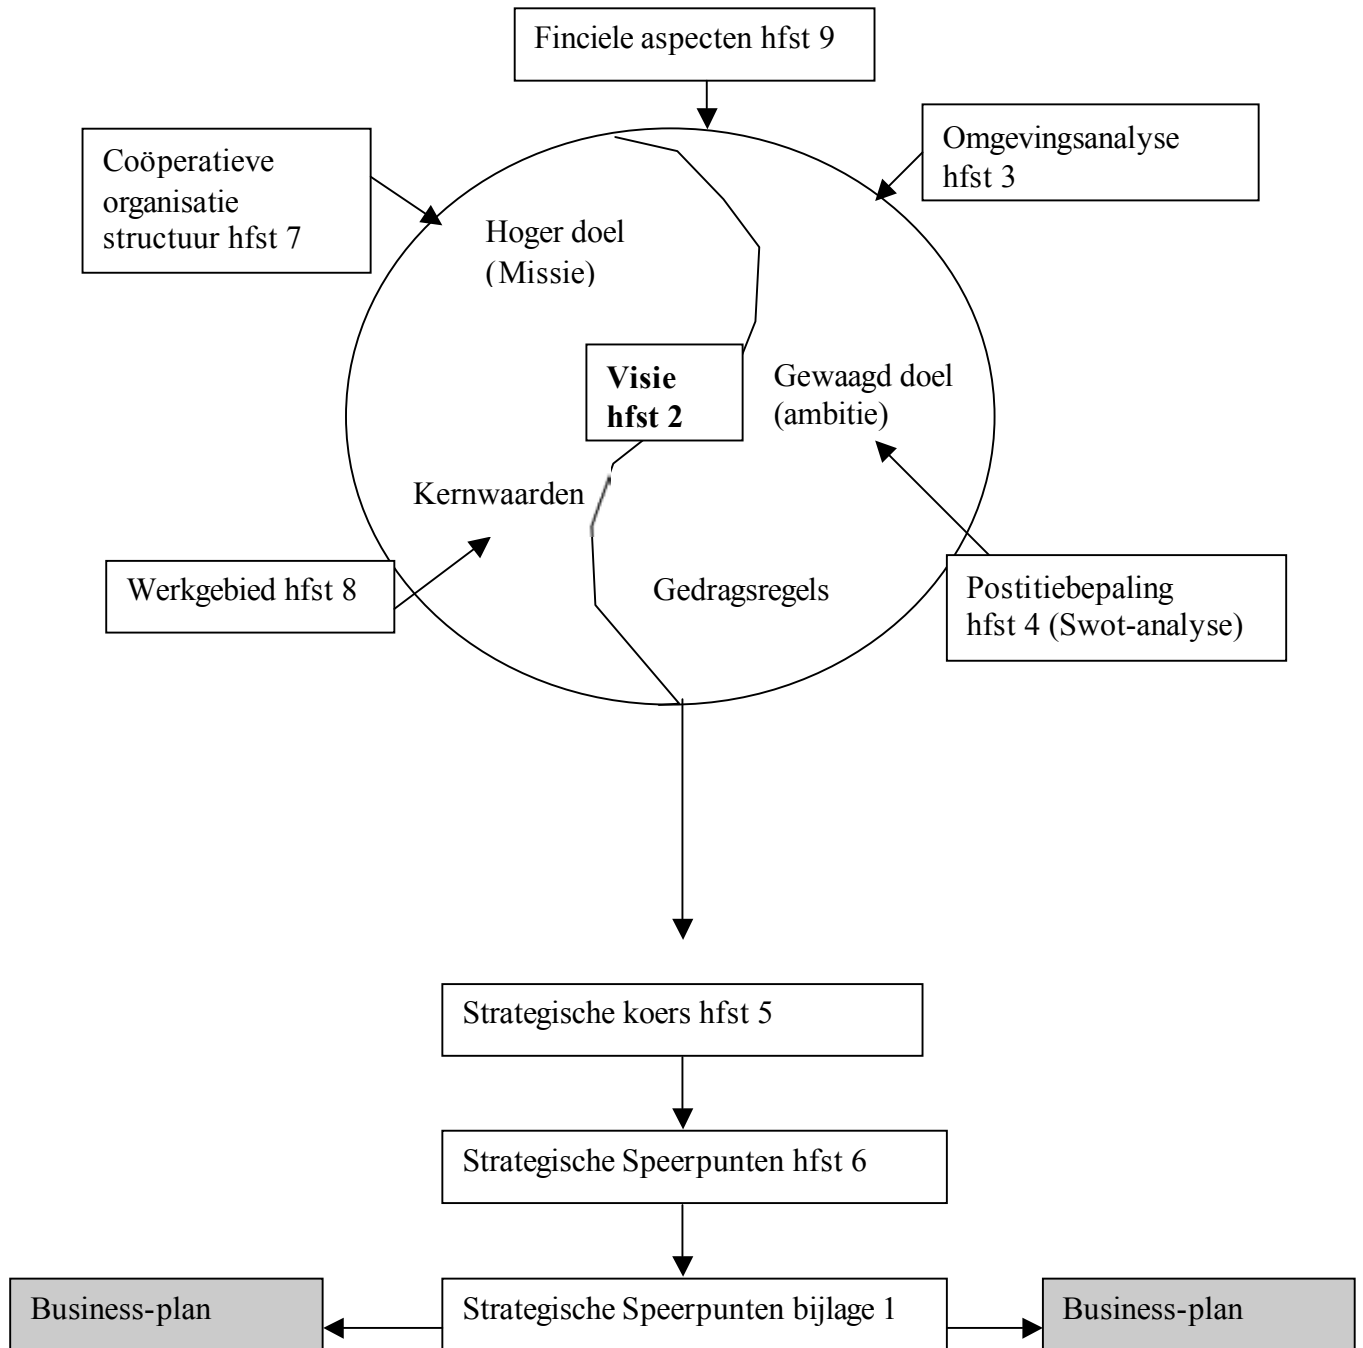 Finciele aspecten hfst 9
Omgevingsanalyse
hfst 3
Coöperatieve
organisatie
structuur hfst 7
Hoger doel
(Missie)
Visie
hfst 2
Gewaagd doel
(ambitie)
Kernwaarden
Werkgebied hfst 8
Gedragsregels
Postitiebepaling
hfst 4 (Swot-analyse)
Strategische koers hfst 5
Strategische Speerpunten hfst 6
Business-plan
Strategische Speerpunten bijlage 1
Business-plan